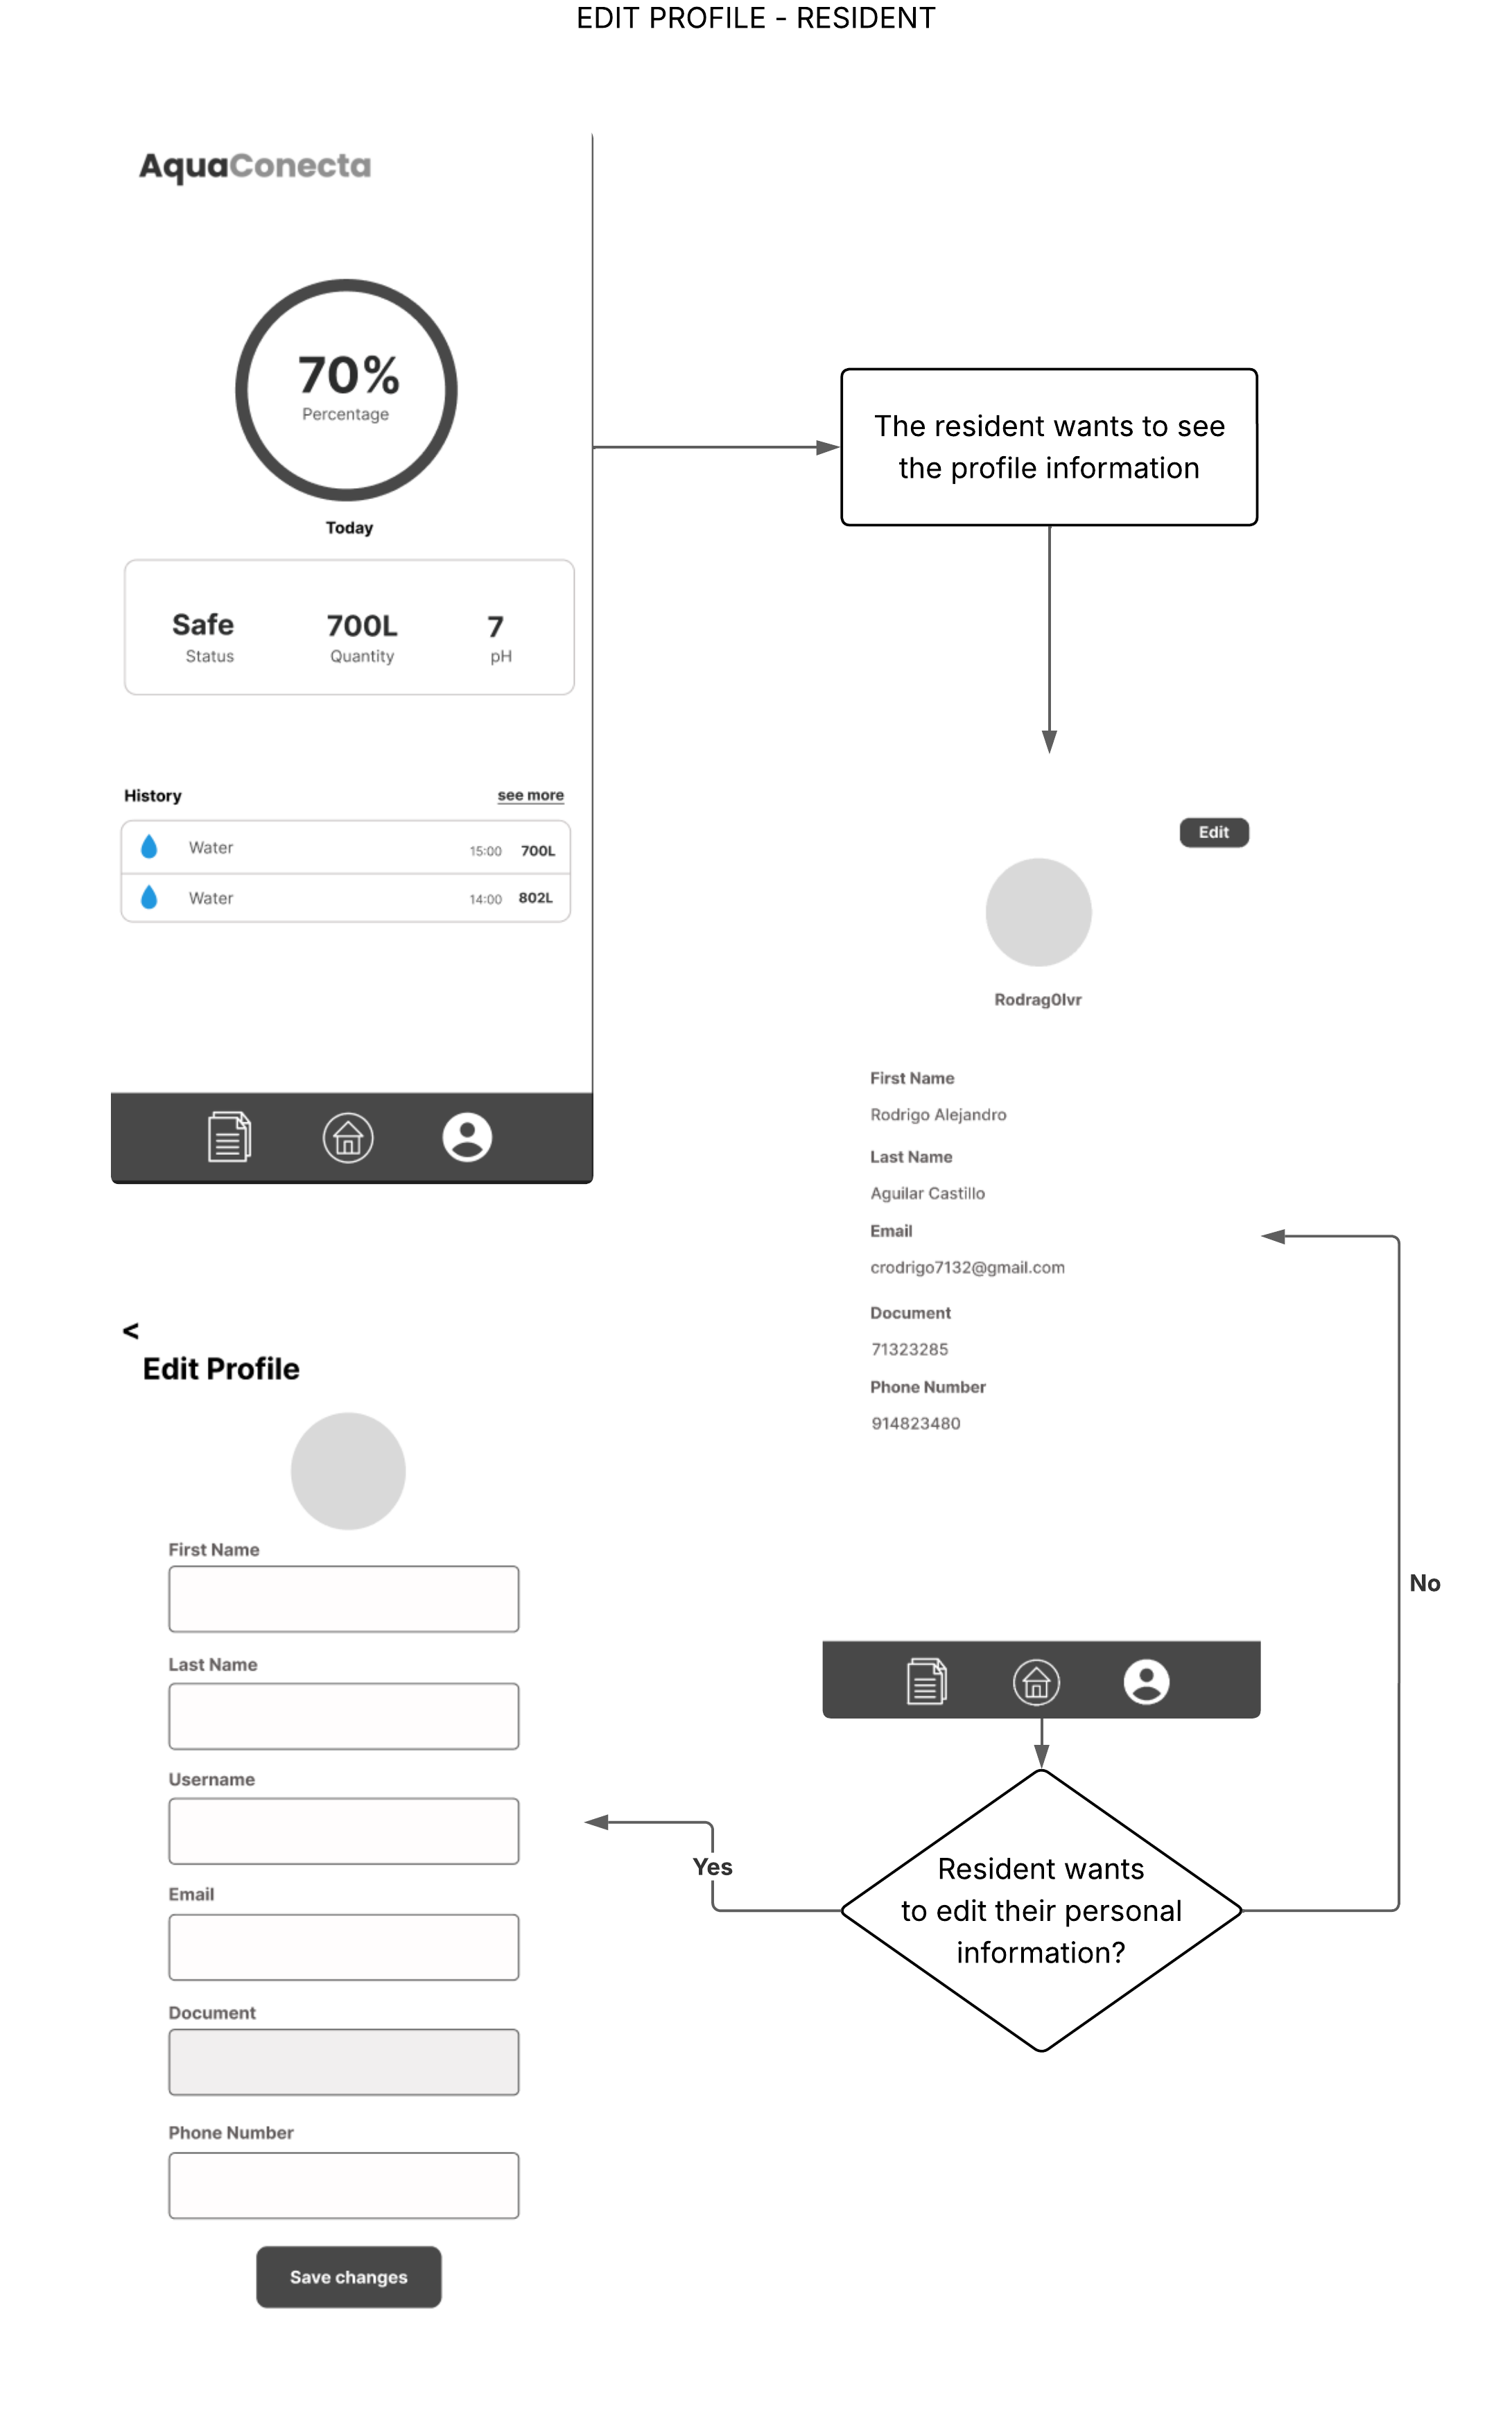 EDIT PROFILE - RESIDENT
AquaConecta
70%
Percentage
Today
Safe 700L 7
Status Quantity pH
History see more
Water 15:00 700L
Water 14:00 802L
The resident wants to see
the profile information
Edit
Rodrag0lvr
First Name
Rodrigo Alejandro
Last Name
Aguilar Castillo
Email
crodrigo7132@gmail.com
Document
71323285
Phone Number
914823480
Resident wants
to edit their personal
information?
No
Yes
<
Edit Profile
First Name
Last Name
Username
Email
Document
Phone Number
Save changes